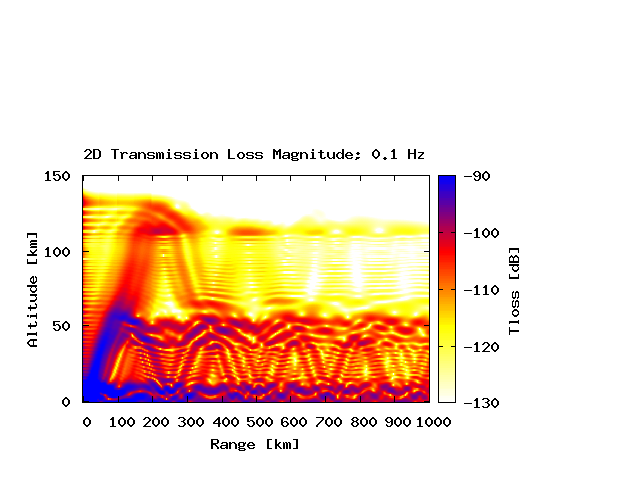 2D Transmission Loss Magnitude; 0.1 Hz
150
100
50
0
Altitude [km]
0 100 200 300 400 500 600 700 800 900 1000
Range [km]
-90
-100
-110
-120
-130
Tloss [dB]